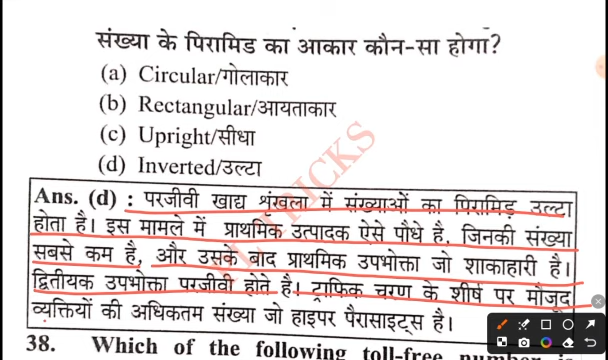 संख्या के पिरामिड का आकार कौन-सा होगा?
(a) Circular/गोलाकार
(b) Rectangular/आयताकार
(c) Upright/सीधा
(d) Inverted/उल्टा
Ans. (d) : परजीवी खाद्य श्रृंखला में संख्याओं का पिरामिड उल्टा
होता है। इस मामले में प्राथमिक उत्पादक ऐसे पौधे है, जिनकी संख्या
सबसे कम है, और उसके बाद प्राथमिक उपभोक्ता जो शाकाहारी है।
द्वितीयक उपभोक्ता परजीवी होते है। ट्राफिक चरण के शीर्ष पर मौजूद
व्यक्तियों की अधिकतम संख्या जो हाइपर पैरासाइट्स है।
38. Which of the following toll-free number is
TRICKS